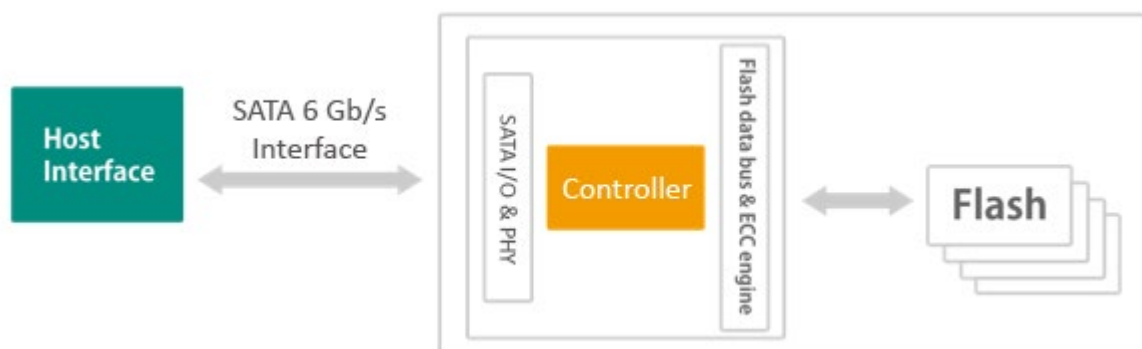 SATA 6 Gb/s
Interface
Host
Interface
SATA I/O & PHY
Controller
Flash data bus & ECC engine
Flash